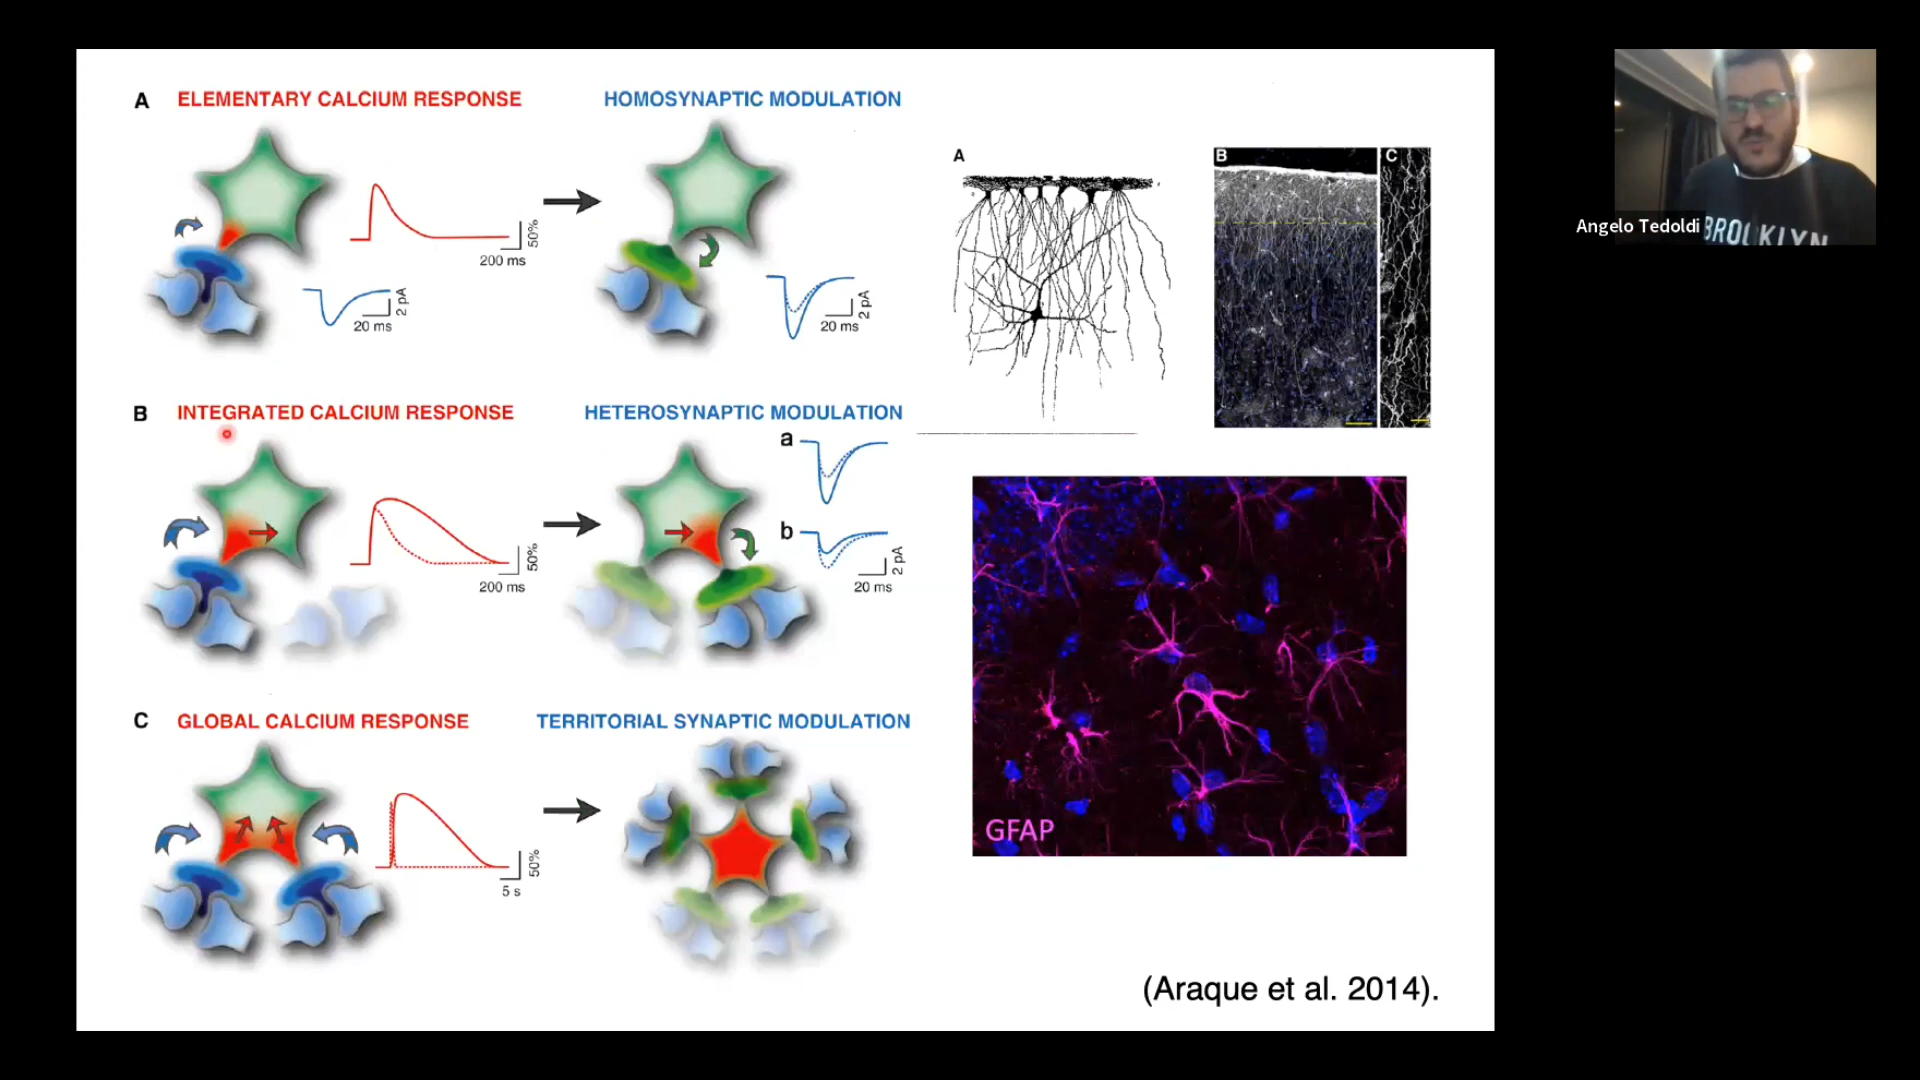 A ELEMENTARY CALCIUM RESPONSE HOMOSYNAPTIC MODULATION
50%
200 ms
2 pA
20 ms
2 pA
20 ms
B INTEGRATED CALCIUM RESPONSE HETEROSYNAPTIC MODULATION
a
b
50%
200 ms
2 pA
20 ms
C GLOBAL CALCIUM RESPONSE TERRITORIAL SYNAPTIC MODULATION
50%
5 s
A
B
C
GFAP
(Araque et al. 2014).
Angelo Tedoldi
BROOKLYN